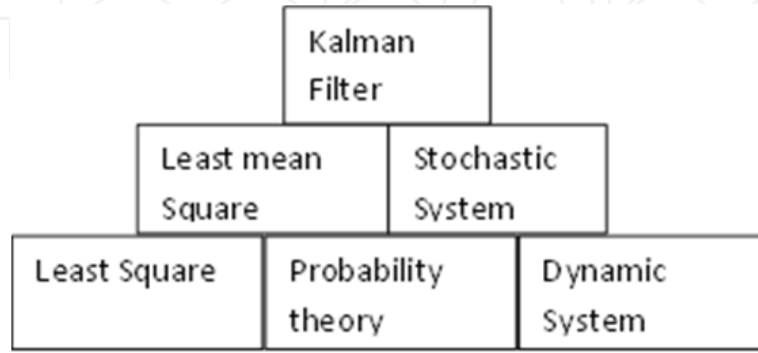 Kalman
Filter
Least mean
Square
Stochastic
System
Least Square
Probability
theory
Dynamic
System